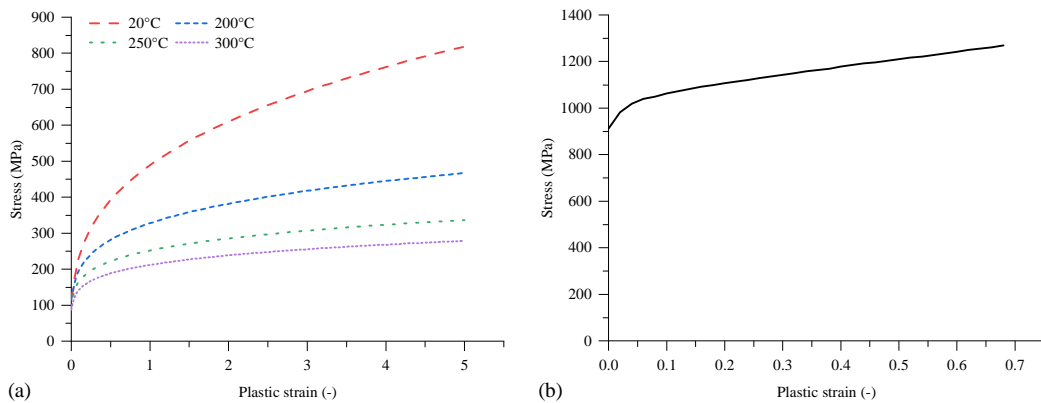 20°C 200°C
250°C 300°C
900
800
700
600
500
400
300
200
100
0
Stress (MPa)
0 1 2 3 4 5
Plastic strain (-)
(a)
1400
1200
1000
800
600
400
200
0
Stress (MPa)
0.0 0.1 0.2 0.3 0.4 0.5 0.6 0.7
Plastic strain (-)
(b)